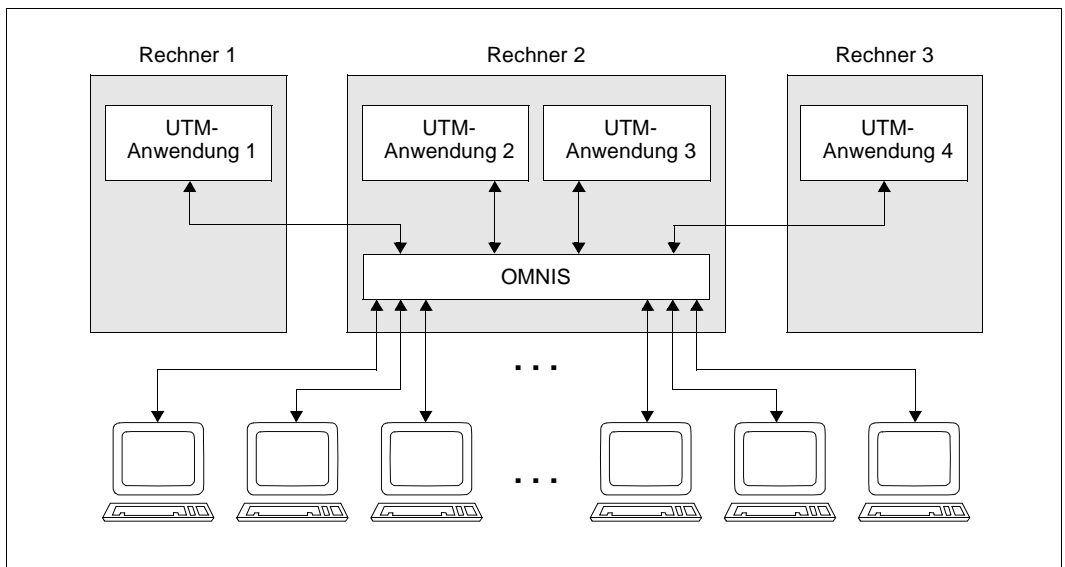 Rechner 1
Rechner 2
Rechner 3
UTM-
Anwendung 1
UTM-
Anwendung 2
UTM-
Anwendung 3
UTM-
Anwendung 4
OMNIS
. . .
. . .